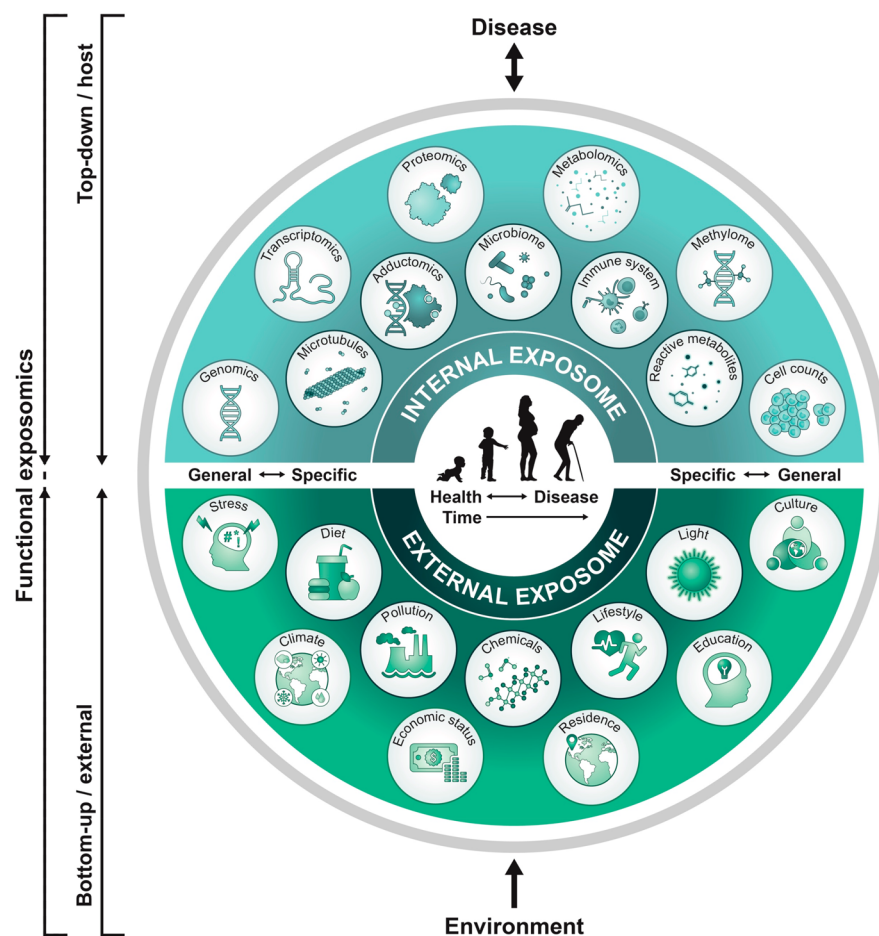 Disease
Functional exposomics
Top-down / host
Bottom-up / external
Proteomics
Metabolomics
Transcriptomics
Adductomics
Microbiome
Immune system
Methylome
Genomics
Microtubules
Reactive metabolites
Cell counts
INTERNAL EXPOSOME
General Specific
Specific General
Health Disease
Time
EXTERNAL EXPOSOME
Stress
#*!
Diet
Light
Culture
Climate
Pollution
Chemicals
Lifestyle
Education
Economic status
$
Residence
Environment